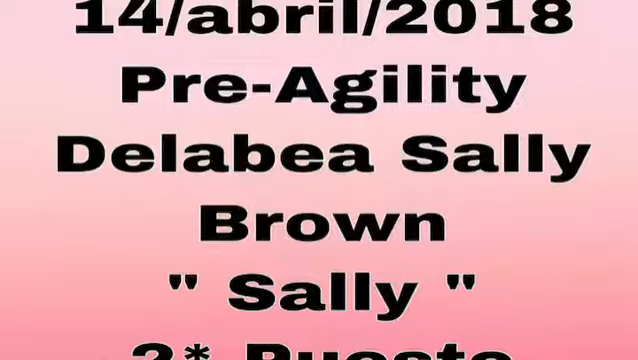 14/abril/2018
Pre-Agility
Delabea Sally
Brown
" Sally "